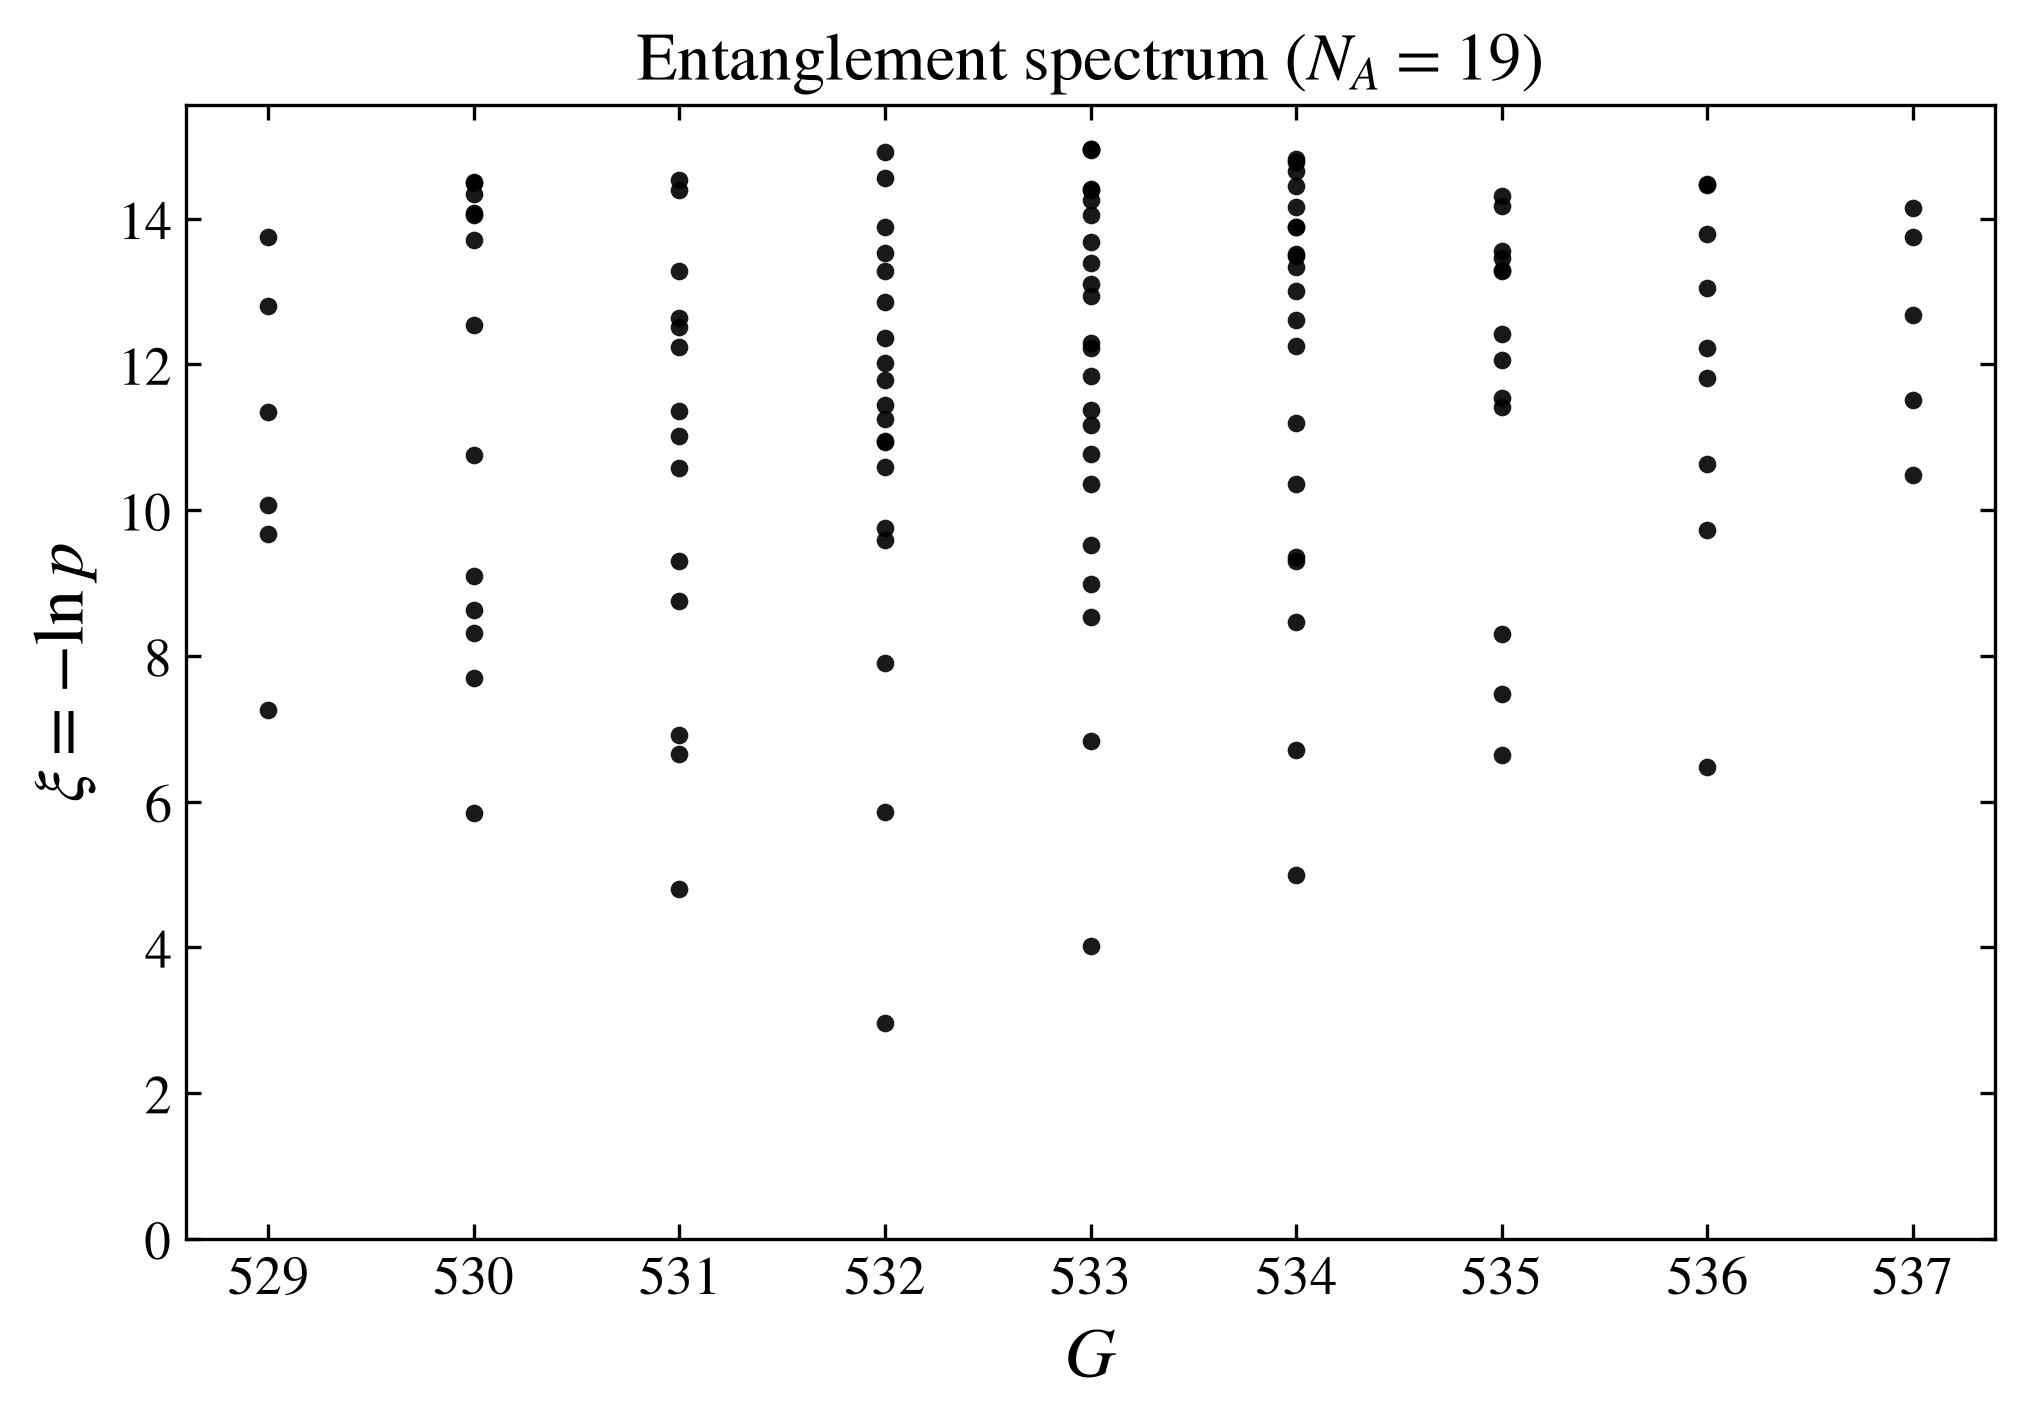 Entanglement spectrum (N_A = 19)
ξ = −ln p
14
12
10
8
6
4
2
0
529 530 531 532 533 534 535 536 537
G